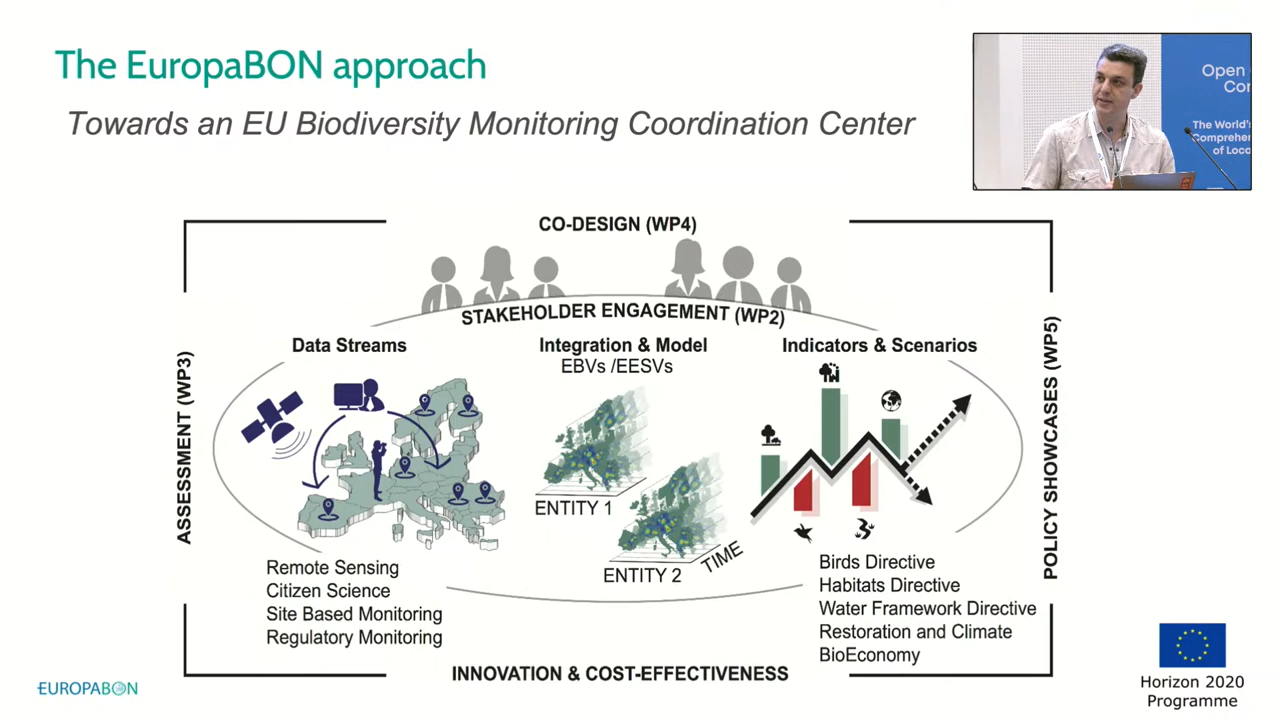 The EuropaBON approach
Towards an EU Biodiversity Monitoring Coordination Center
Open
Co
The World's
Comprehen
of Loco
CO-DESIGN (WP4)
STAKEHOLDER ENGAGEMENT (WP2)
ASSESSMENT (WP3)
Data Streams
Integration & Model
EBVs /EESVs
Indicators & Scenarios
POLICY SHOWCASES (WP5)
ENTITY 1
ENTITY 2
TIME
Remote Sensing
Citizen Science
Site Based Monitoring
Regulatory Monitoring
Birds Directive
Habitats Directive
Water Framework Directive
Restoration and Climate
BioEconomy
INNOVATION & COST-EFFECTIVENESS
EUROPABON
Horizon 2020
Programme